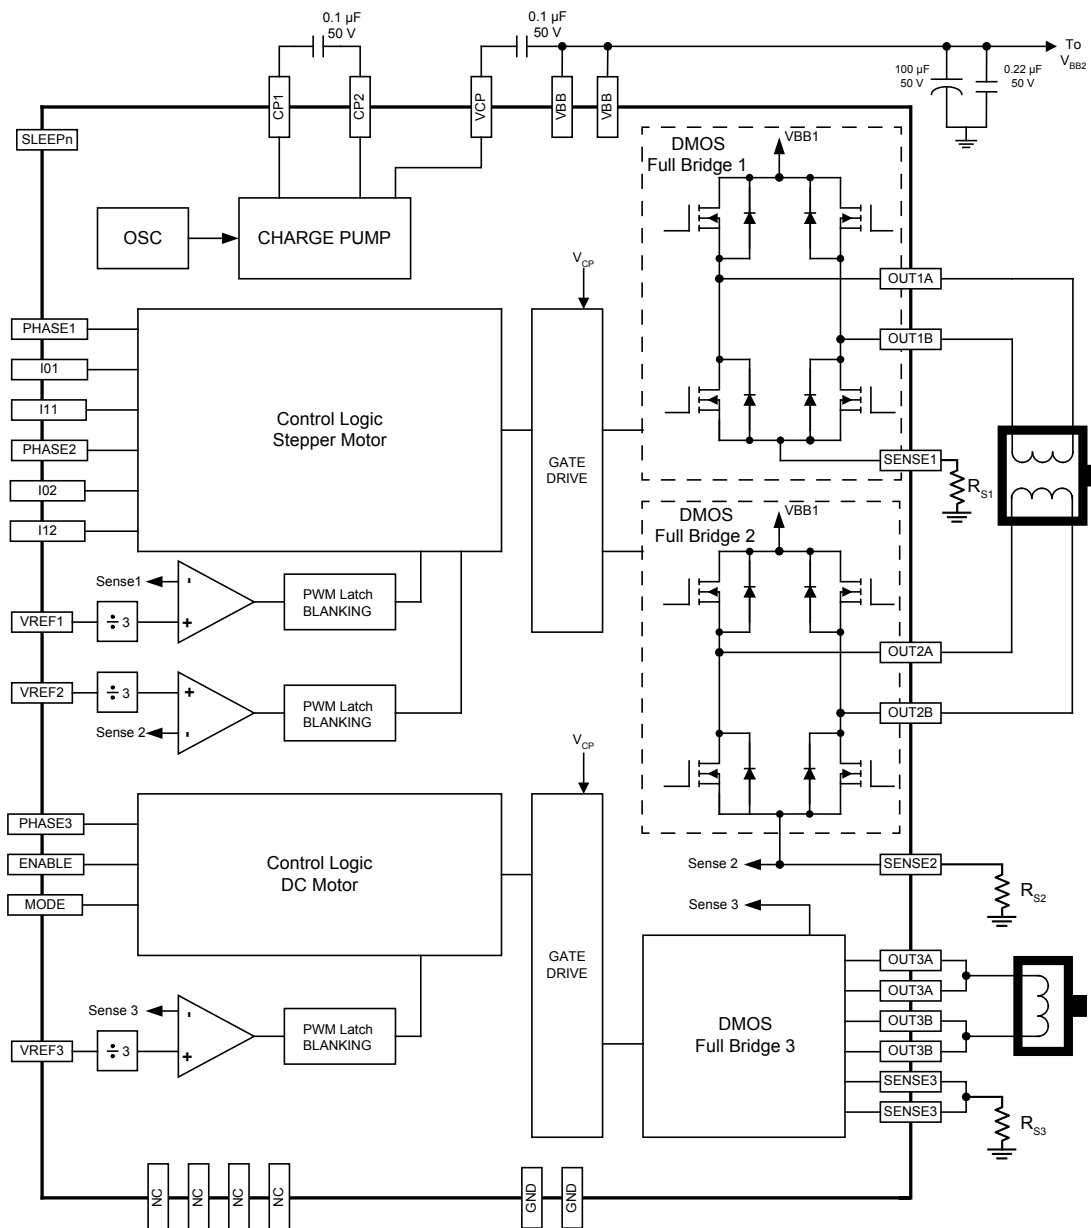 0.1 µF
50 V
0.1 µF
50 V
To
VBB2
100 µF
50 V
0.22 µF
50 V
CP1
CP2
VCP
VBB
VBB
SLEEPn
DMOS
Full Bridge 1
VBB1
OSC
CHARGE PUMP
VCP
OUT1A
OUT1B
PHASE1
I01
I11
PHASE2
I02
I12
Control Logic
Stepper Motor
GATE
DRIVE
SENSE1
RS1
DMOS
Full Bridge 2
VBB1
Sense1
-
+
PWM Latch
BLANKING
VREF1
÷ 3
OUT2A
VREF2
÷ 3
+
-
PWM Latch
BLANKING
Sense 2
OUT2B
VCP
PHASE3
ENABLE
MODE
Control Logic
DC Motor
Sense 2
SENSE2
RS2
Sense 3
GATE
DRIVE
OUT3A
OUT3A
OUT3B
OUT3B
SENSE3
SENSE3
DMOS
Full Bridge 3
RS3
Sense 3
-
+
PWM Latch
BLANKING
VREF3
÷ 3
NC
NC
NC
NC
GND
GND